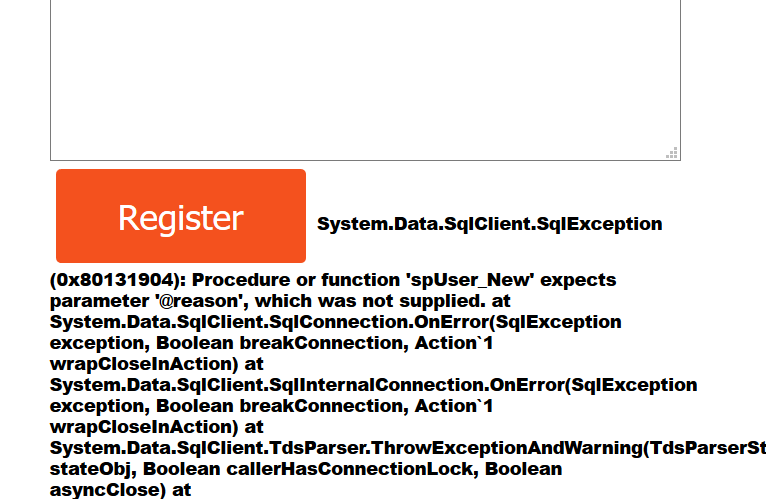 Register
System.Data.SqlClient.SqlException
(0x80131904): Procedure or function 'spUser_New' expects
parameter '@reason', which was not supplied. at
System.Data.SqlClient.SqlConnection.OnError(SqlException
exception, Boolean breakConnection, Action`1
wrapCloseInAction) at
System.Data.SqlClient.SqlInternalConnection.OnError(SqlException
exception, Boolean breakConnection, Action`1
wrapCloseInAction) at
System.Data.SqlClient.TdsParser.ThrowExceptionAndWarning(TdsParserSt
stateObj, Boolean callerHasConnectionLock, Boolean
asyncClose) at